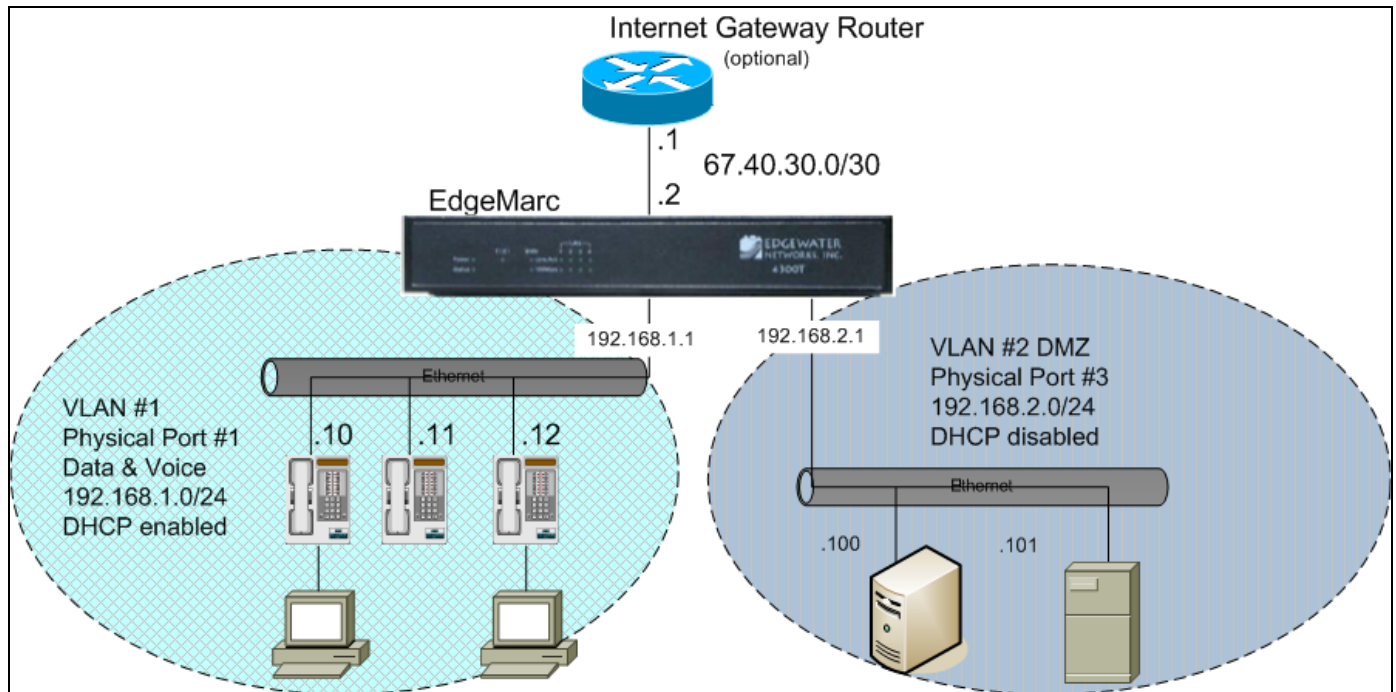 Internet Gateway Router
(optional)
.1
67.40.30.0/30
.2
EdgeMarc
EDGEWATER
NETWORKS, INC.
4300T
192.168.1.1
192.168.2.1
Ethernet
VLAN #1
Physical Port #1
Data & Voice
192.168.1.0/24
DHCP enabled
.10
.11
.12
VLAN #2 DMZ
Physical Port #3
192.168.2.0/24
DHCP disabled
Ethernet
.100
.101